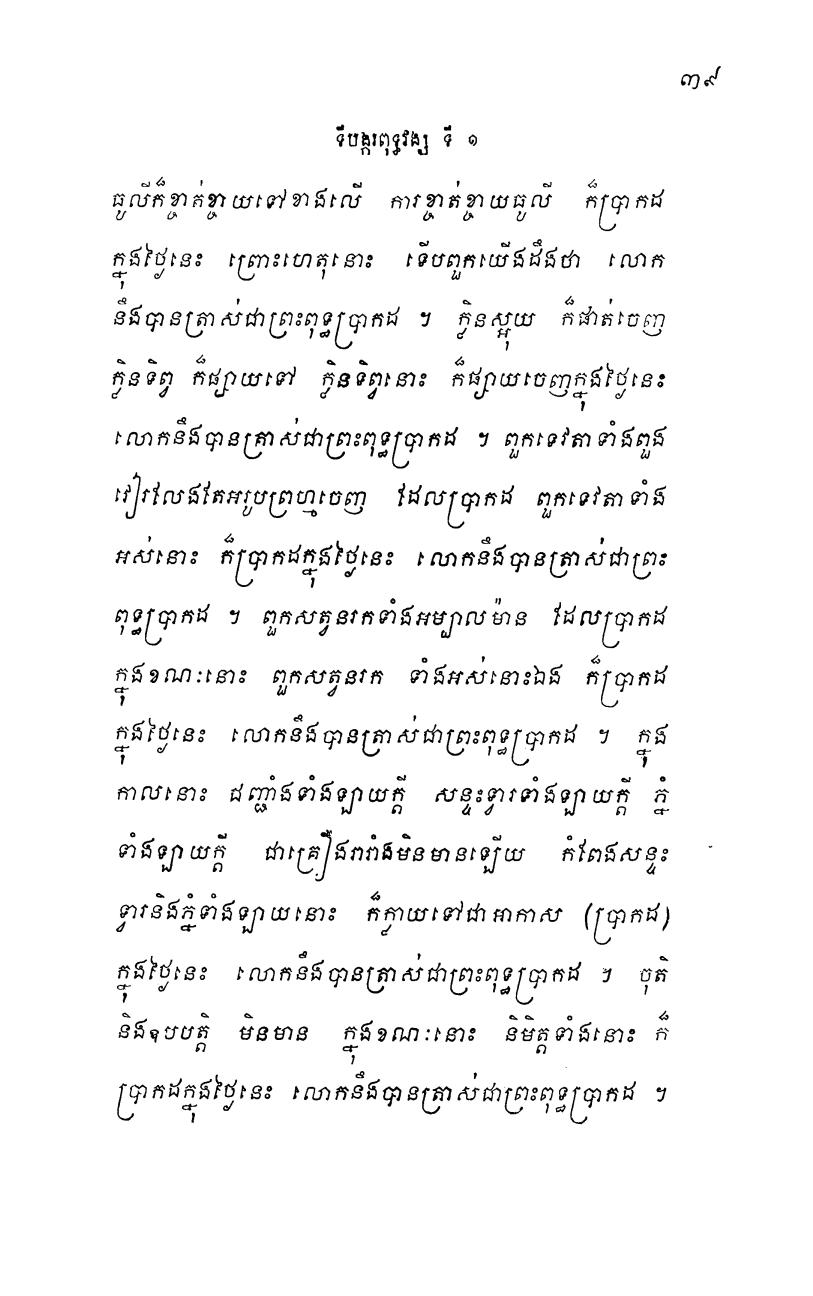 ៣៩
ទីបង្ករពុទ្ធវង្ស ទី ១
ធូលីក៏ខ្ចាត់ខ្ចាយទៅខាងលើ ការខ្ចាត់ខ្ចាយធូលី ក៏ប្រាកដ
ក្នុងថ្ងៃនេះ ព្រោះហេតុនោះ ទើបពួកយើងដឹងថា លោក
នឹងបានត្រាស់ជាព្រះពុទ្ធប្រាកដ ។ ក្លិនស្អុយ ក៏ផាត់ចេញ
ក្លិនទិព្វ ក៏ផ្សាយទៅ ក្លិនទិព្វនោះ ក៏ផ្សាយចេញក្នុងថ្ងៃនេះ
លោកនឹងបានត្រាស់ជាព្រះពុទ្ធប្រាកដ ។ ពួកទេវតាទាំងពួង
វៀរលែងតែអរូបព្រហ្មចេញ ដែលប្រាកដ ពួកទេវតាទាំង
អស់នោះ ក៏ប្រាកដក្នុងថ្ងៃនេះ លោកនឹងបានត្រាស់ជាព្រះ
ពុទ្ធប្រាកដ ។ ពួកសត្វនរកទាំងអម្បាលម៉ាន ដែលប្រាកដ
ក្នុងខណៈនោះ ពួកសត្វនរក ទាំងអស់នោះឯង ក៏ប្រាកដ
ក្នុងថ្ងៃនេះ លោកនឹងបានត្រាស់ជាព្រះពុទ្ធប្រាកដ ។ ក្នុង
កាលនោះ ជញ្ជាំងទាំងឡាយក្តី សន្ទះទ្វារទាំងឡាយក្តី ភ្នំ
ទាំងឡាយក្តី ជាគ្រឿងរារាំងមិនមានឡើយ កំពែងសន្ទះ
ទ្វារនិងភ្នំទាំងឡាយនោះ ក៏ក្លាយទៅជាអាកាស (ប្រាកដ)
ក្នុងថ្ងៃនេះ លោកនឹងបានត្រាស់ជាព្រះពុទ្ធប្រាកដ ។ ចុតិ
និងឧបបត្តិ មិនមាន ក្នុងខណៈនោះ និមិត្តទាំងនោះ ក៏
ប្រាកដក្នុងថ្ងៃនេះ លោកនឹងបានត្រាស់ជាព្រះពុទ្ធប្រាកដ ។